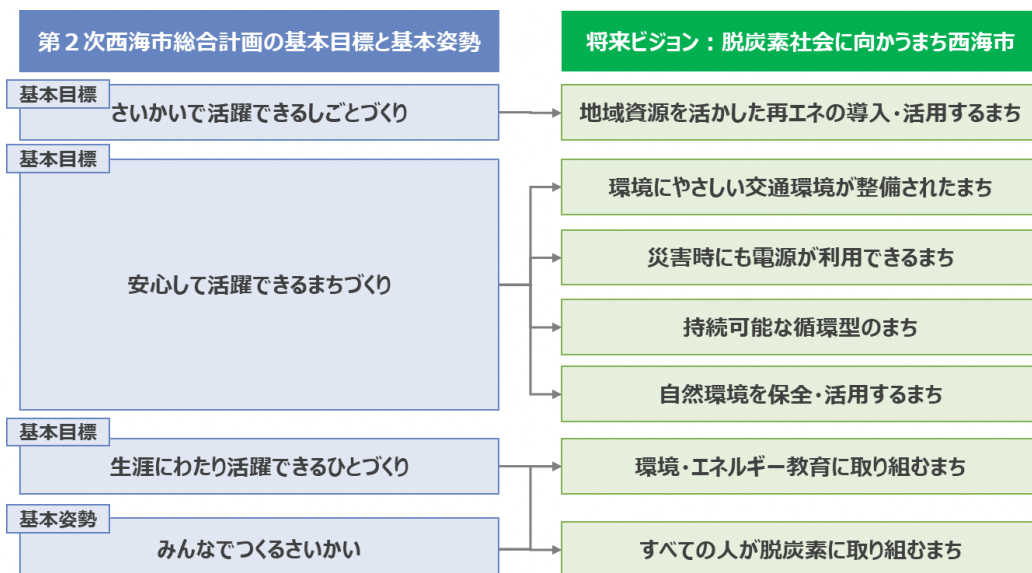 第２次西海市総合計画の基本目標と基本姿勢
将来ビジョン：脱炭素社会に向かうまち西海市
基本目標
さいかいで活躍できるしごとづくり
地域資源を活かした再エネの導入・活用するまち
基本目標
安心して活躍できるまちづくり
環境にやさしい交通環境が整備されたまち
災害時にも電源が利用できるまち
持続可能な循環型のまち
自然環境を保全・活用するまち
基本目標
生涯にわたり活躍できるひとづくり
環境・エネルギー教育に取り組むまち
基本姿勢
みんなでつくるさいかい
すべての人が脱炭素に取り組むまち